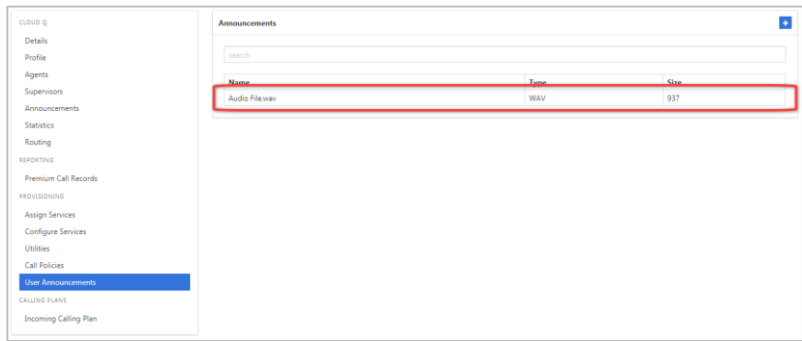 CLOUD Q
Details
Profile
Agents
Supervisors
Announcements
Statistics
Routing
REPORTING
Premium Call Records
PROVISIONING
Assign Services
Configure Services
Utilities
Call Policies
User Announcements
CALLING PLANS
Incoming Calling Plan
Announcements
+
search
Name Type Size
Audio File.wav WAV 937